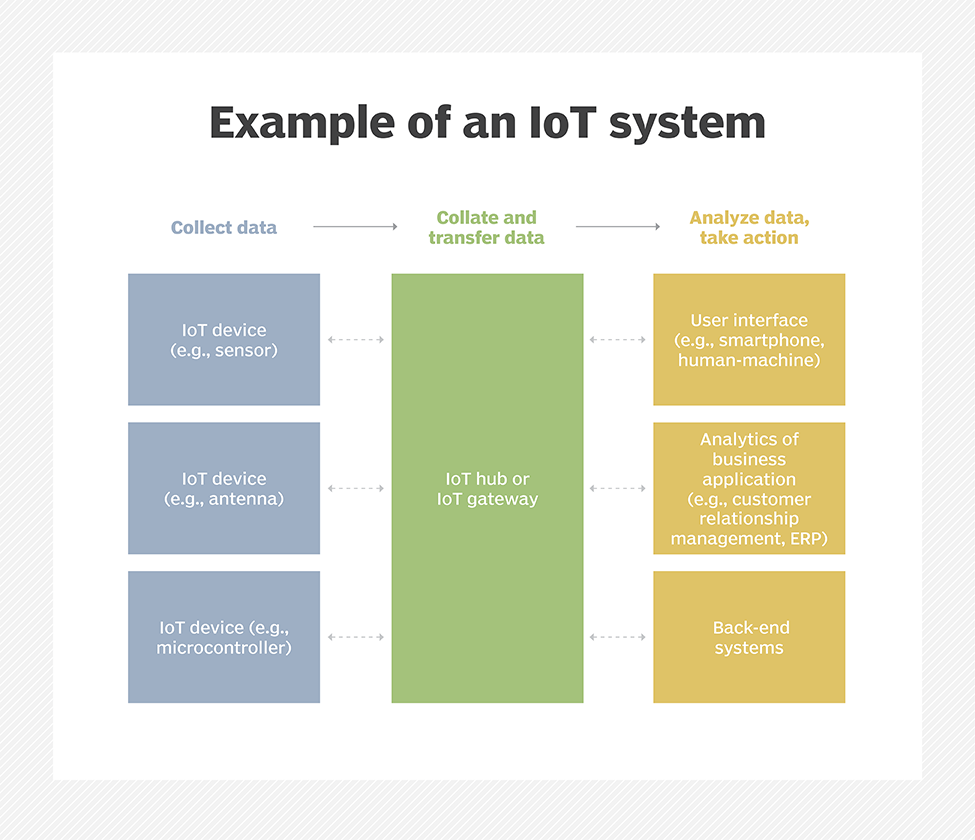 Example of an IoT system
Collect data
Collate and
transfer data
Analyze data,
take action
IoT device
(e.g., sensor)
IoT device
(e.g., antenna)
IoT device (e.g.,
microcontroller)
IoT hub or
IoT gateway
User interface
(e.g., smartphone,
human-machine)
Analytics of
business
application
(e.g., customer
relationship
management, ERP)
Back-end
systems